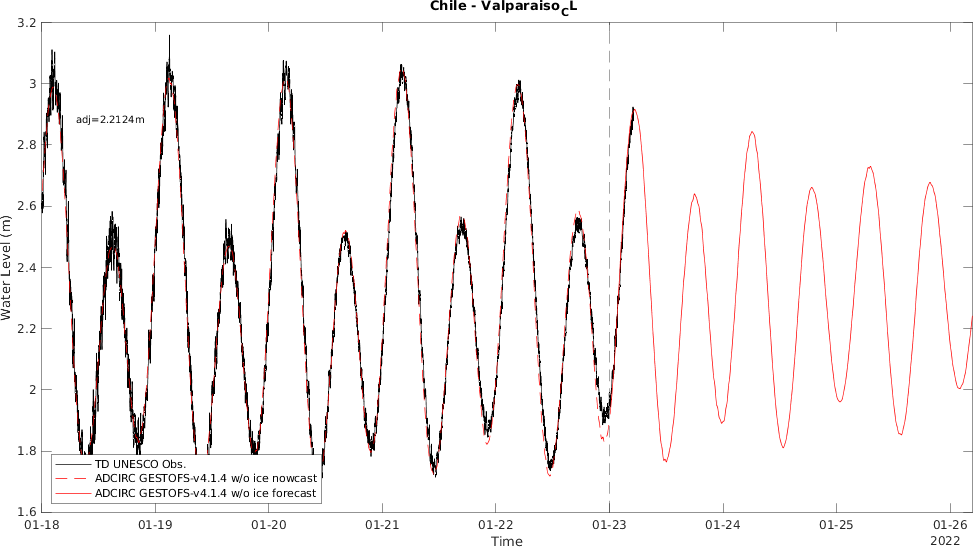 Chile - Valparaiso_CL
3.2
3
2.8
2.6
2.4
2.2
2
1.8
1.6
Water Level (m)
adj=2.2124m
TD UNESCO Obs.
ADCIRC GESTOFS-v4.1.4 w/o ice nowcast
ADCIRC GESTOFS-v4.1.4 w/o ice forecast
01-18 01-19 01-20 01-21 01-22 01-23 01-24 01-25 01-26
2022
Time